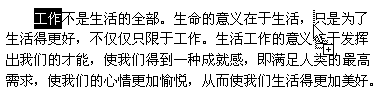 工作不是生活的全部。生命的意义在于生活，只是为了
生活得更好，不仅仅只限于工作。生活工作的意义在于发挥
出我们的才能，使我们得到一种成就感，即满足人类的最高
需求，使我们的心情更加愉悦，从而使我们生活得更加美好。